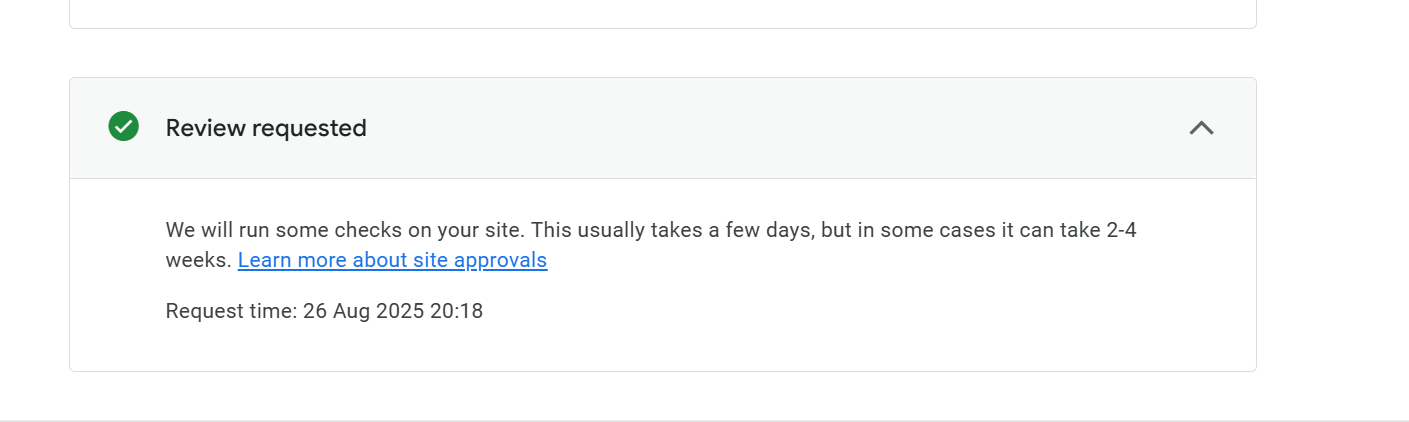 Review requested
We will run some checks on your site. This usually takes a few days, but in some cases it can take 2-4
weeks. Learn more about site approvals
Request time: 26 Aug 2025 20:18